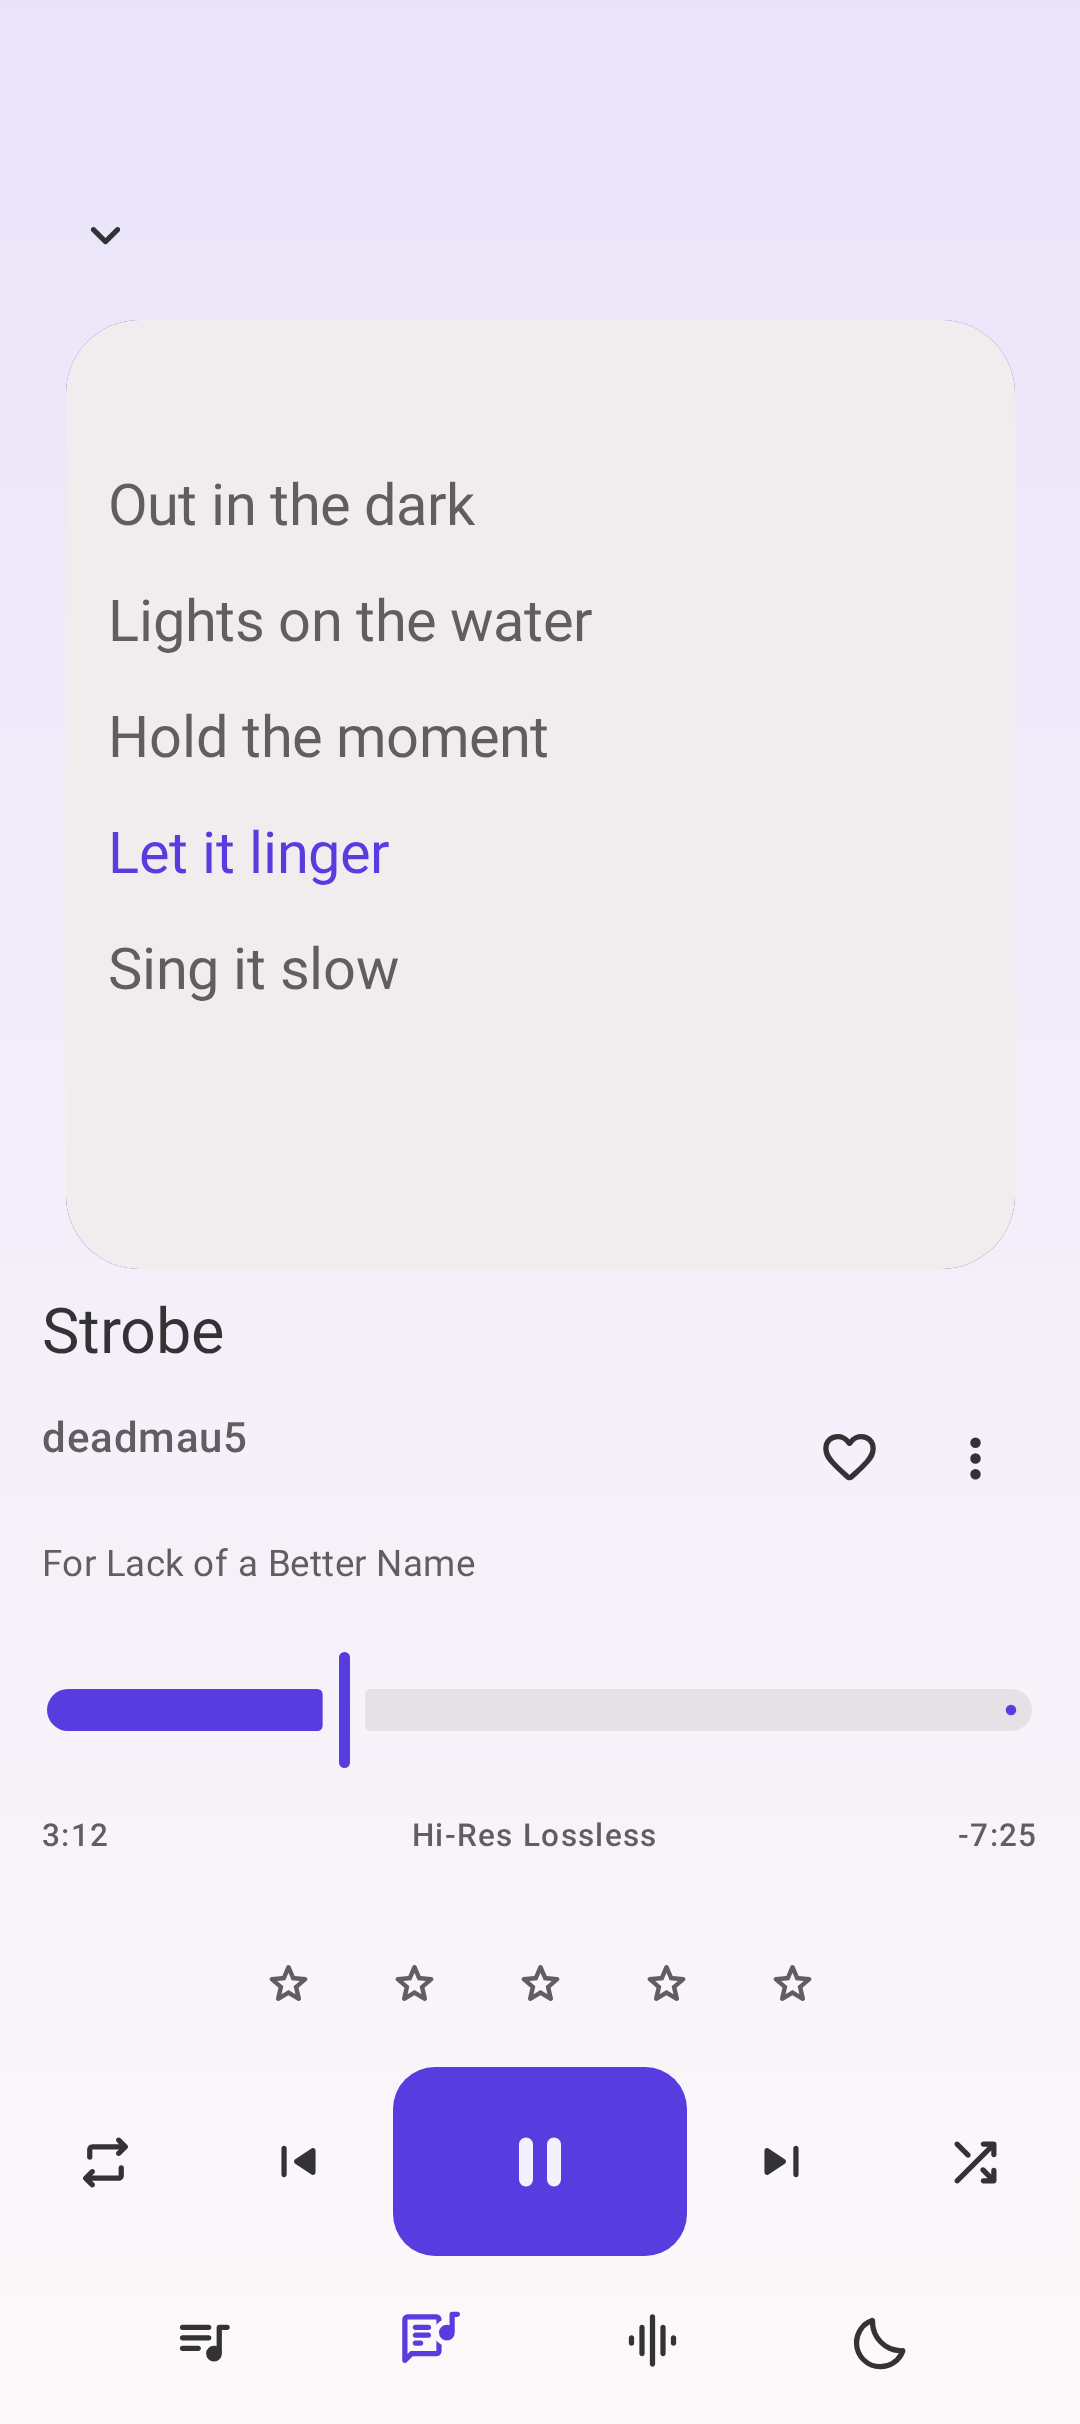 Out in the dark
Lights on the water
Hold the moment
Let it linger
Sing it slow
Strobe
deadmau5
For Lack of a Better Name
3:12
Hi-Res Lossless
-7:25